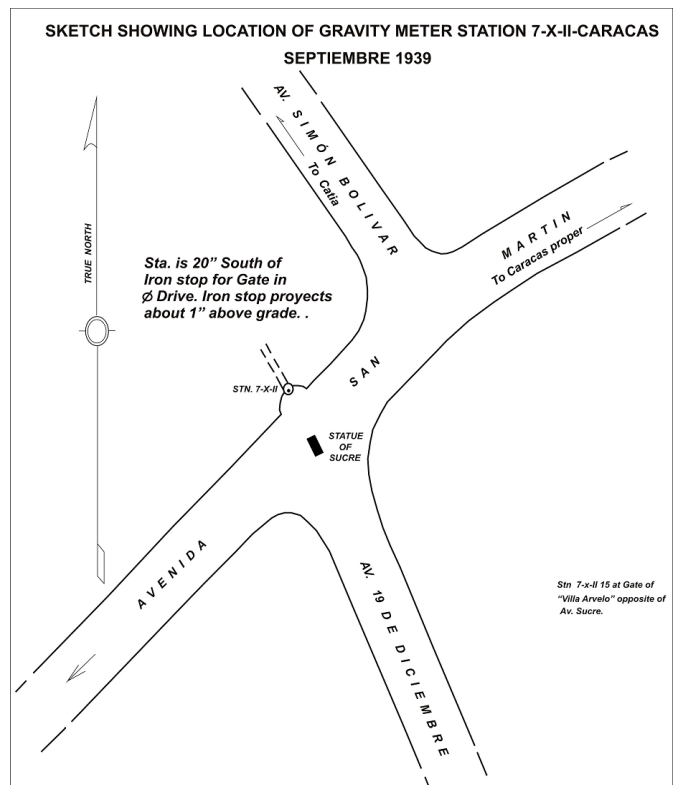 SKETCH SHOWING LOCATION OF GRAVITY METER STATION 7-X-II-CARACAS
SEPTIEMBRE 1939
AV. SIMÓN BOLIVAR
To Catia
MARTIN
To Caracas proper
TRUE NORTH
Sta. is 20” South of
Iron stop for Gate in
Ø Drive. Iron stop proyects
about 1” above grade. .
SAN
STN. 7-X-II
STATUE
OF
SUCRE
AVENIDA
AV. 19 DE DICIEMBRE
Stn 7-x-II 15 at Gate of
“Villa Arvelo” opposite of
Av. Sucre.